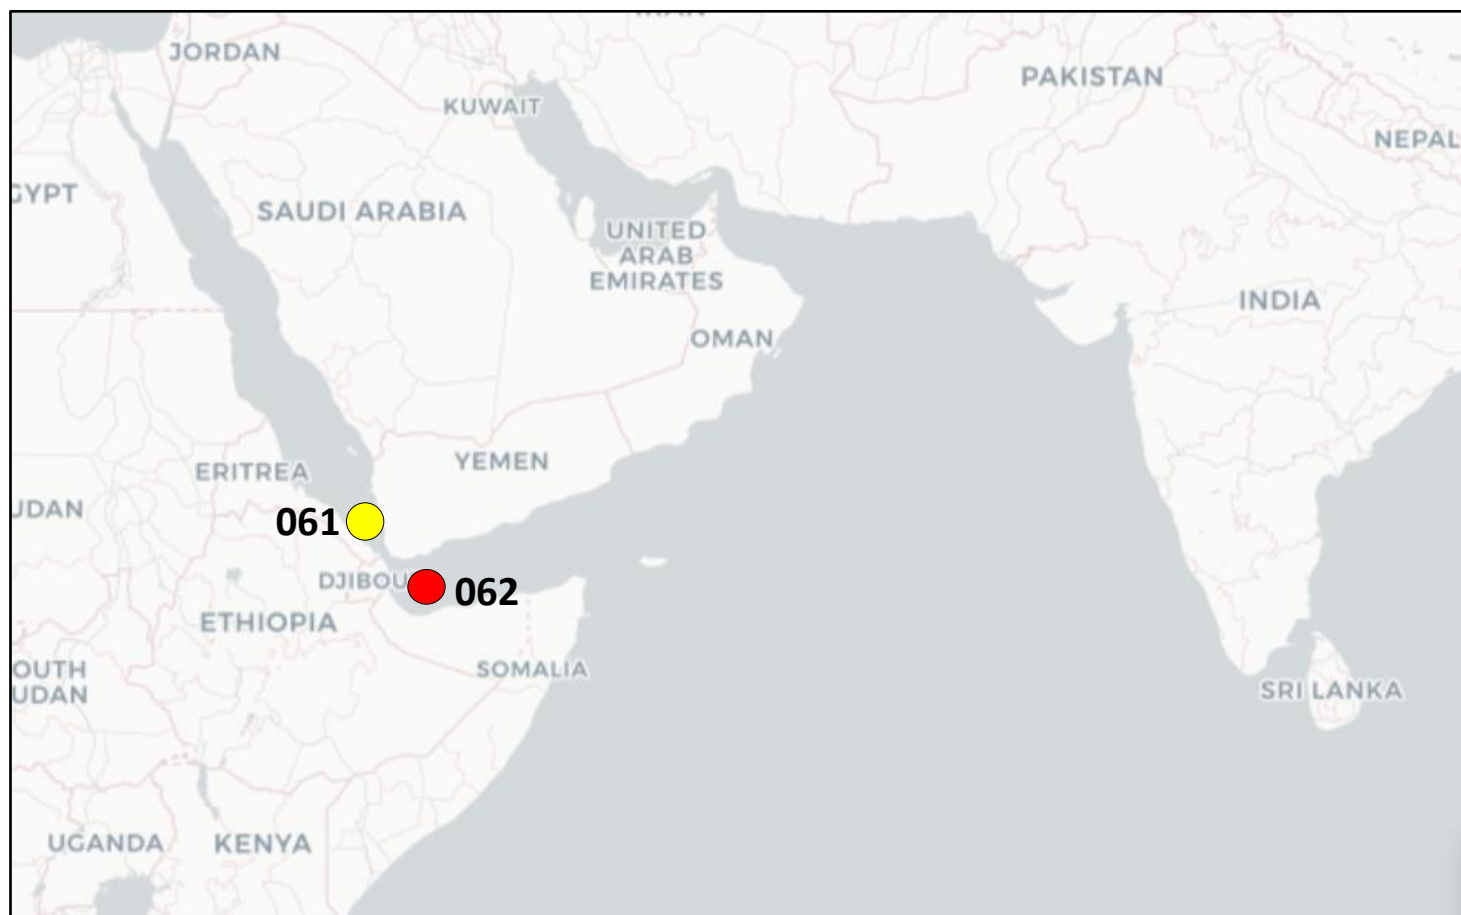 JORDAN
PAKISTAN
KUWAIT
NEPAL
GYPT
SAUDI ARABIA
UNITED
ARAB
EMIRATES
INDIA
OMAN
ERITREA
YEMEN
UDAN
061
DJIBOU
062
ETHIOPIA
OUTH
UDAN
SOMALIA
SRI LANKA
UGANDA
KENYA